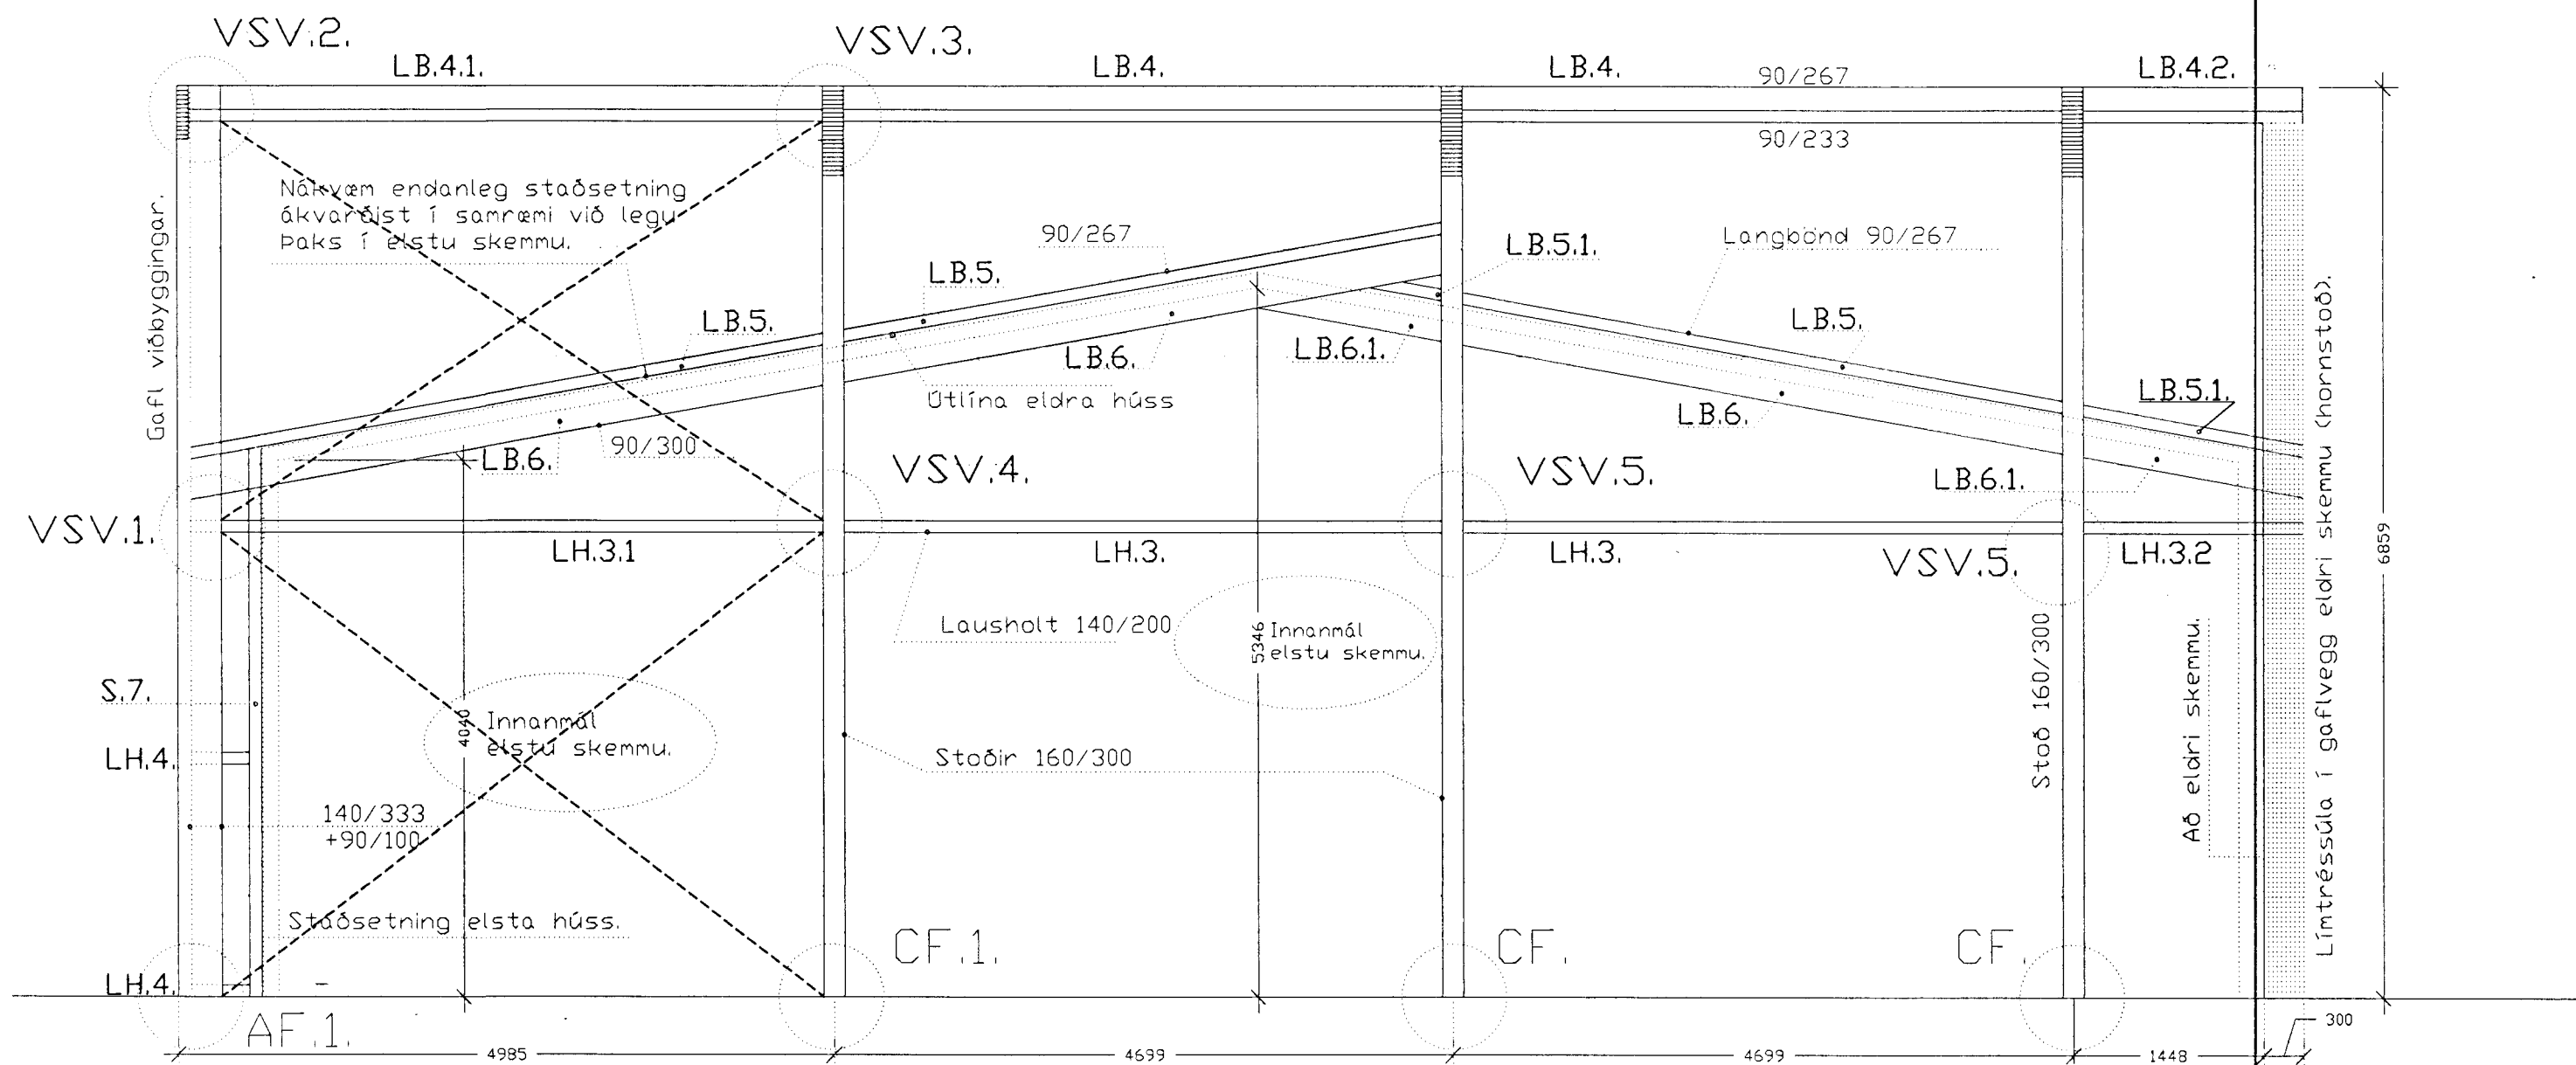 VSV.2.
VSV.3.
LB.4.1.
LB.4.
LB.4.
90/267
LB.4.2.
90/233
Gafl viðbyggingar.
Nákvæm endanleg staðsetning
ákvarðist í samræmi við legu
Þaks í elstu skemmu.
90/267
LB.5.
LB.5.
LB.5.1.
Langbönd 90/267
LB.5.
LB.5.1.
LB.6.
LB.6.1.
Útlína eldra húss
LB.6.
90/300
LB.6.
LB.6.1.
VSV.1.
VSV.4.
VSV.5.
VSV.5.
LH.3.1
LH.3.
LH.3.
LH.3.2
6859
Límtréssúla í gaflvegg eldri skemmu (hornstoð).
Lausholt 140/200
5346
Innanmál
elstu skemmu.
Stoð 160/300
Að eldri skemmu.
S.7.
LH.4.
4040
Innanmál
elstu skemmu.
Stoðir 160/300
140/333
+90/100
Staðsetning elsta húss.
LH.4.
AF.1.
CF.1.
CF.
CF.
300
4985
4699
4699
1448